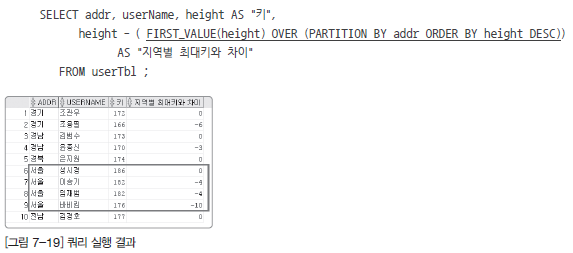 SELECT addr, userName, height AS "키",
height - ( FIRST_VALUE(height) OVER (PARTITION BY addr ORDER BY height DESC))
AS "지역별 최대키와 차이"
FROM userTbl ;
ADDR USERNAME 키 지역별 최대키와 차이
1 경기 조관우 172 0
2 경기 조용필 166 -6
3 경남 김범수 173 0
4 경남 윤종신 170 -3
5 경북 은지원 174 0
6 서울 성시경 186 0
7 서울 이승기 182 -4
8 서울 임재범 182 -4
9 서울 바비킴 176 -10
10 전남 김경호 177 0
[그림 7-19] 쿼리 실행 결과